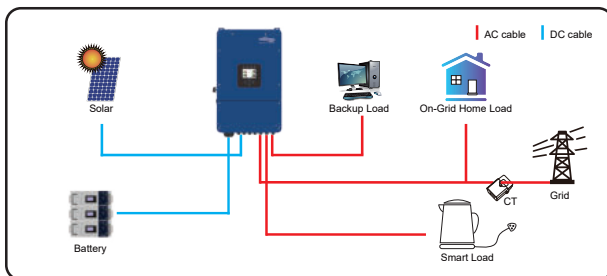 AC cable
DC cable
Solar
Backup Load
On-Grid Home Load
CT
Grid
Battery
Smart Load